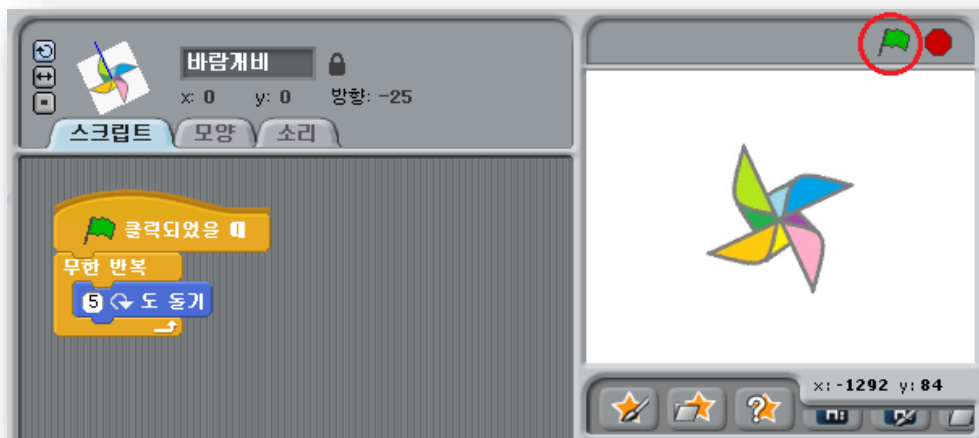 바람개비
x: 0 y: 0 방향: -25
스크립트 모양 소리
클릭되었을
무한 반복
5 도 돌기
x: -1292 y: 84